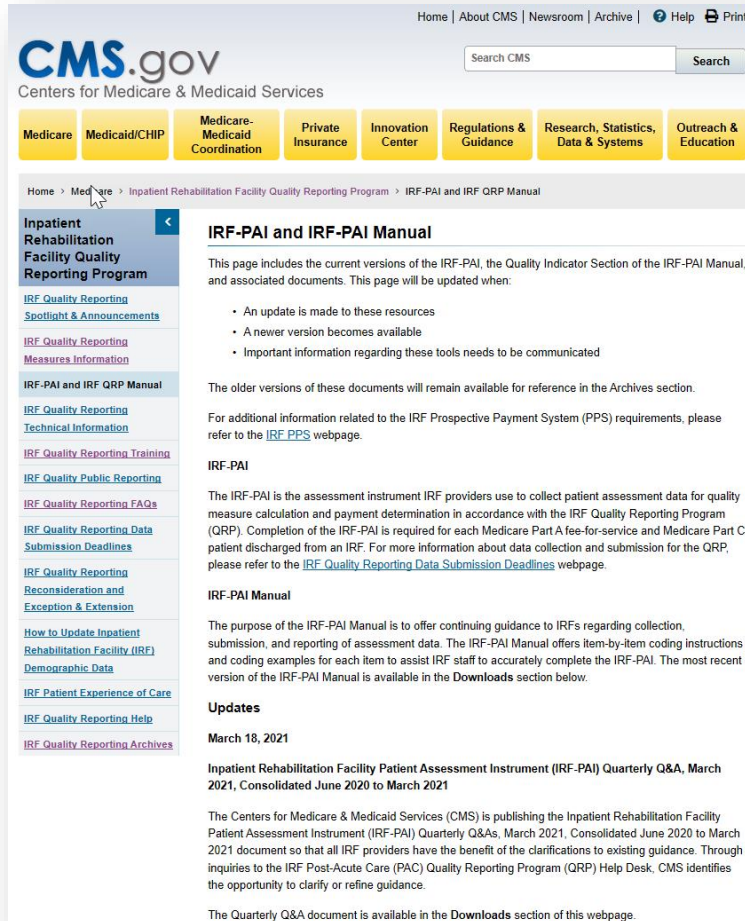 Home | About CMS | Newsroom | Archive | Help Print
CMS.gov
Search CMS
Search
Centers for Medicare & Medicaid Services
Medicare
Medicaid/CHIP
Medicare-
Medicaid
Coordination
Private
Insurance
Innovation
Center
Regulations &
Guidance
Research, Statistics,
Data & Systems
Outreach &
Education
Home > Medicare > Inpatient Rehabilitation Facility Quality Reporting Program > IRF-PAI and IRF QRP Manual
Inpatient
Rehabilitation
Facility Quality
Reporting Program
IRF Quality Reporting
Spotlight & Announcements
IRF Quality Reporting
Measures Information
IRF-PAI and IRF QRP Manual
IRF Quality Reporting
Technical Information
IRF Quality Reporting Training
IRF Quality Public Reporting
IRF Quality Reporting FAQs
IRF Quality Reporting Data
Submission Deadlines
IRF Quality Reporting
Reconsideration and
Exception & Extension
How to Update Inpatient
Rehabilitation Facility (IRF)
Demographic Data
IRF Patient Experience of Care
IRF Quality Reporting Help
IRF Quality Reporting Archives
IRF-PAI and IRF-PAI Manual
This page includes the current versions of the IRF-PAI, the Quality Indicator Section of the IRF-PAI Manual,
and associated documents. This page will be updated when:
• An update is made to these resources
• A newer version becomes available
• Important information regarding these tools needs to be communicated
The older versions of these documents will remain available for reference in the Archives section.
For additional information related to the IRF Prospective Payment System (PPS) requirements, please
refer to the IRF PPS webpage.
IRF-PAI
The IRF-PAI is the assessment instrument IRF providers use to collect patient assessment data for quality
measure calculation and payment determination in accordance with the IRF Quality Reporting Program
(QRP). Completion of the IRF-PAI is required for each Medicare Part A fee-for-service and Medicare Part C
patient discharged from an IRF. For more information about data collection and submission for the QRP,
please refer to the IRF Quality Reporting Data Submission Deadlines webpage.
IRF-PAI Manual
The purpose of the IRF-PAI Manual is to offer continuing guidance to IRFs regarding collection,
submission, and reporting of assessment data. The IRF-PAI Manual offers item-by-item coding instructions
and coding examples for each item to assist IRF staff to accurately complete the IRF-PAI. The most recent
version of the IRF-PAI Manual is available in the Downloads section below.
Updates
March 18, 2021
Inpatient Rehabilitation Facility Patient Assessment Instrument (IRF-PAI) Quarterly Q&A, March
2021, Consolidated June 2020 to March 2021
The Centers for Medicare & Medicaid Services (CMS) is publishing the Inpatient Rehabilitation Facility
Patient Assessment Instrument (IRF-PAI) Quarterly Q&As, March 2021, Consolidated June 2020 to March
2021 document so that all IRF providers have the benefit of the clarifications to existing guidance. Through
inquiries to the IRF Post-Acute Care (PAC) Quality Reporting Program (QRP) Help Desk, CMS identifies
the opportunity to clarify or refine guidance.
The Quarterly Q&A document is available in the Downloads section of this webpage.